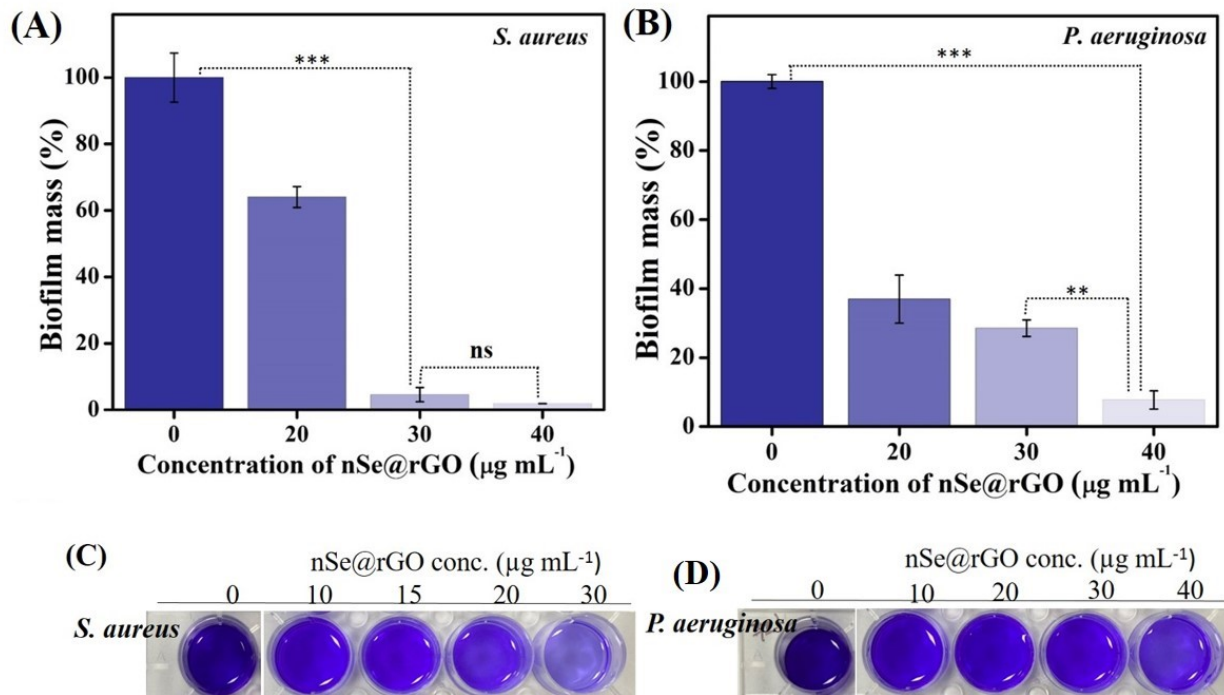 (A)
S. aureus
***
ns
Biofilm mass (%)
100
80
60
40
20
0
0 20 30 40
Concentration of nSe@rGO (μg mL⁻¹)
(B)
P. aeruginosa
***
**
Biofilm mass (%)
100
80
60
40
20
0
0 20 30 40
Concentration of nSe@rGO (μg mL⁻¹)
(C)
nSe@rGO conc. (μg mL⁻¹)
0 10 15 20 30
S. aureus
(D)
nSe@rGO conc. (μg mL⁻¹)
0 10 20 30 40
P. aeruginosa